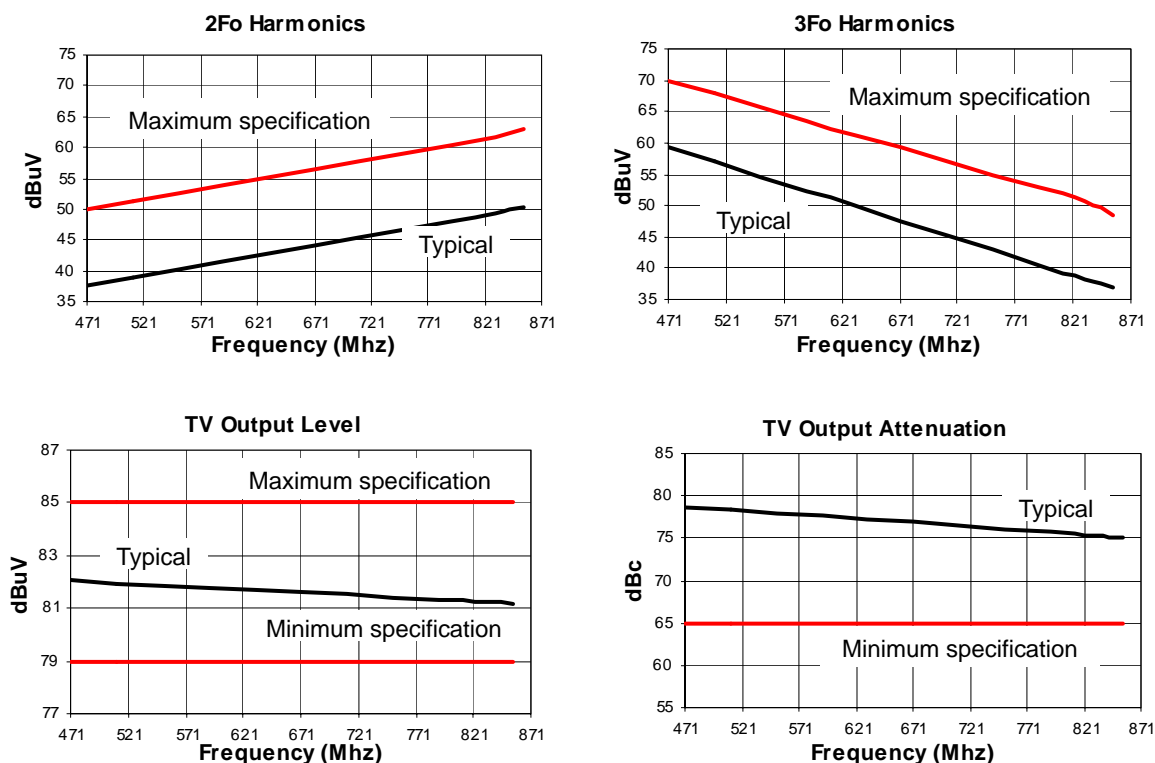 2Fo Harmonics
75
70
65
60
55
50
45
40
35
dBuV
Maximum specification
Typical
471 521 571 621 671 721 771 821 871
Frequency (Mhz)
3Fo Harmonics
75
70
65
60
55
50
45
40
35
dBuV
Maximum specification
Typical
471 521 571 621 671 721 771 821 871
Frequency (Mhz)
TV Output Level
87
85
83
81
79
77
dBuV
Maximum specification
Typical
Minimum specification
471 521 571 621 671 721 771 821 871
Frequency (Mhz)
TV Output Attenuation
85
80
75
70
65
60
55
dBc
Typical
Minimum specification
471 521 571 621 671 721 771 821 871
Frequency (Mhz)